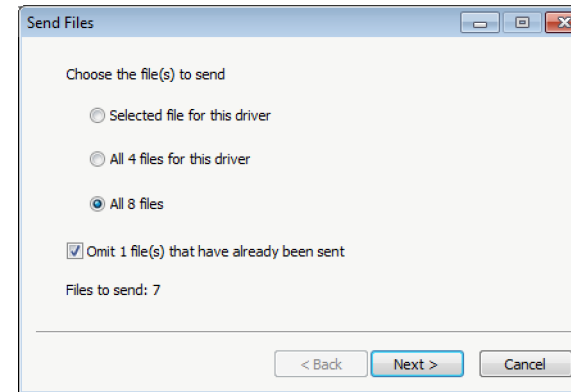 Send Files
Choose the file(s) to send
Selected file for this driver
All 4 files for this driver
All 8 files
Omit 1 file(s) that have already been sent
Files to send: 7
< Back Next > Cancel